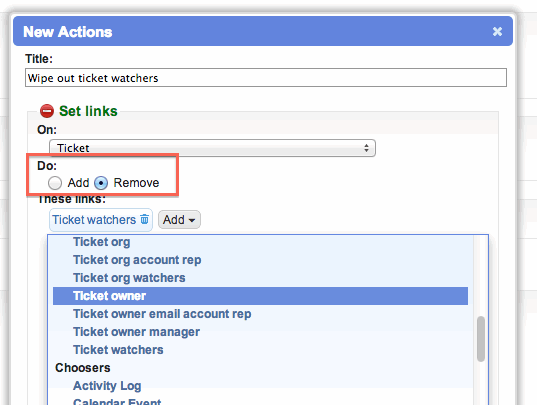 New Actions
Title:
Wipe out ticket watchers
Set links
On:
Ticket
Do:
Add Remove
These links:
Ticket watchers Add
Ticket org
Ticket org account rep
Ticket org watchers
Ticket owner
Ticket owner email account rep
Ticket owner manager
Ticket watchers
Choosers
Activity Log
Calendar Event